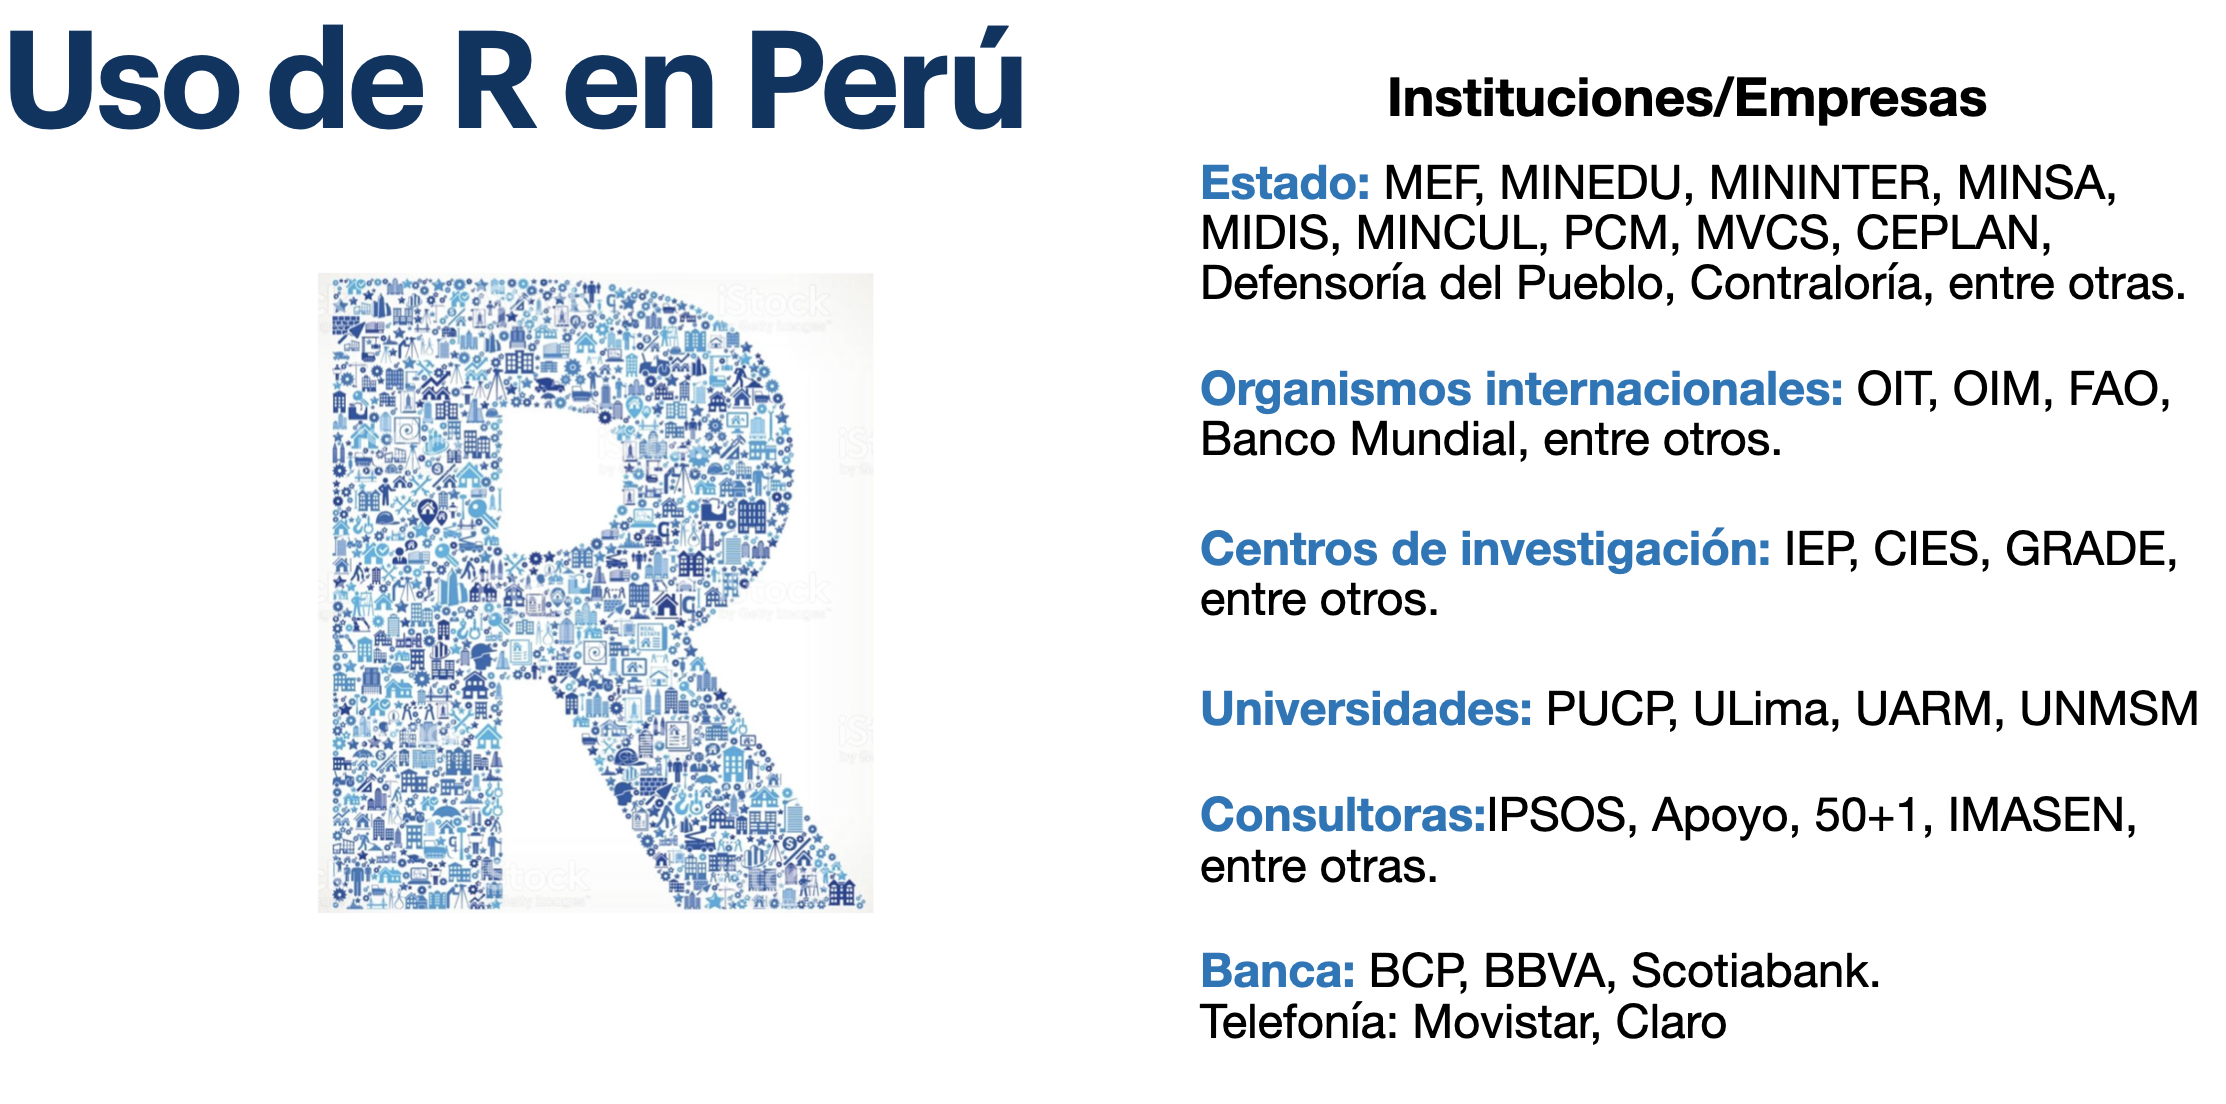 Uso de R en Perú
Instituciones/Empresas
Estado: MEF, MINEDU, MININTER, MINSA,
MIDIS, MINCUL, PCM, MVCS, CEPLAN,
Defensoría del Pueblo, Contraloría, entre otras.
Organismos internacionales: OIT, OIM, FAO,
Banco Mundial, entre otros.
Centros de investigación: IEP, CIES, GRADE,
entre otros.
Universidades: PUCP, ULima, UARM, UNMSM
Consultoras:IPSOS, Apoyo, 50+1, IMASEN,
entre otras.
Banca: BCP, BBVA, Scotiabank.
Telefonía: Movistar, Claro
R
iStock